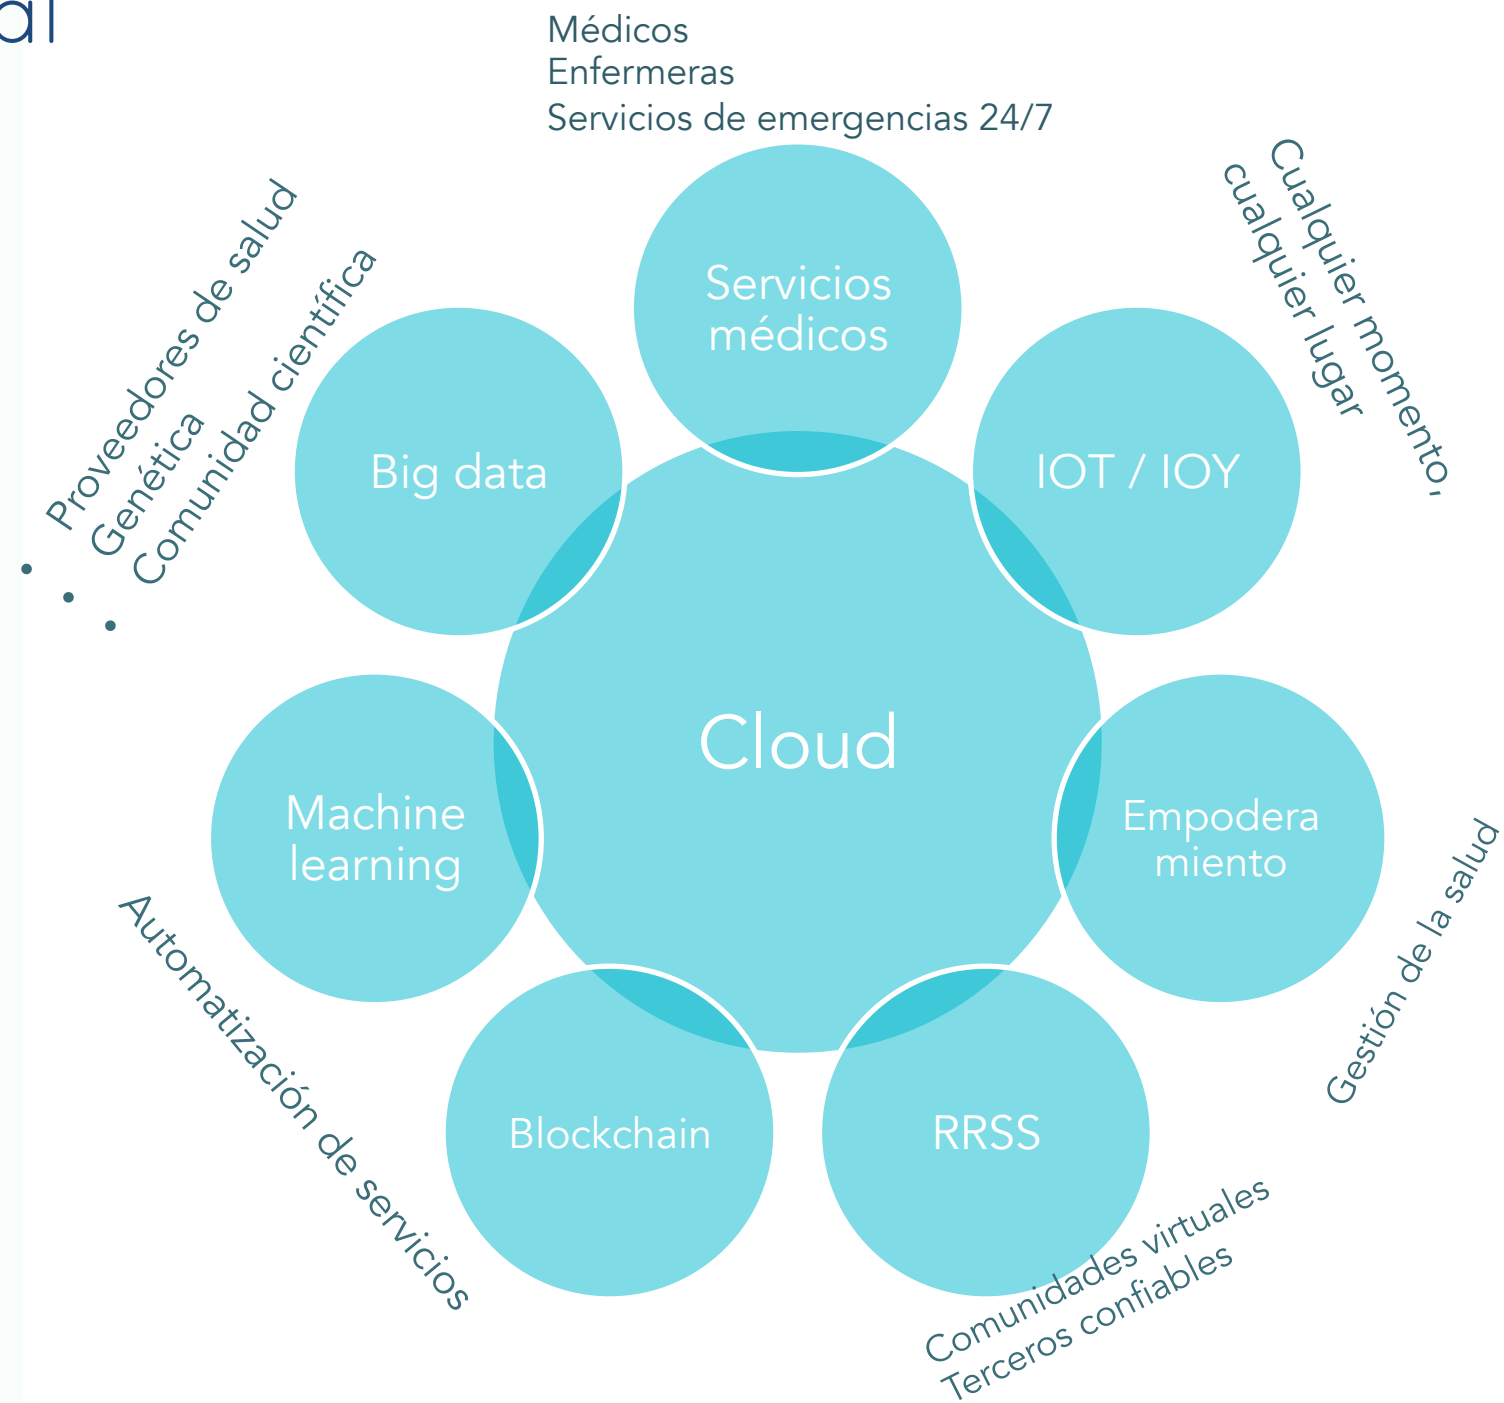 Médicos
Enfermeras
Servicios de emergencias 24/7
Servicios
médicos
Cualquier momento,
cualquier lugar
IOT / IOY
Empodera
miento
Gestión de la salud
RRSS
Comunidades virtuales
Terceros confiables
Blockchain
Machine
learning
Automatización de servicios
Big data
• Proveedores de salud
• Genética
• Comunidad científica
Cloud